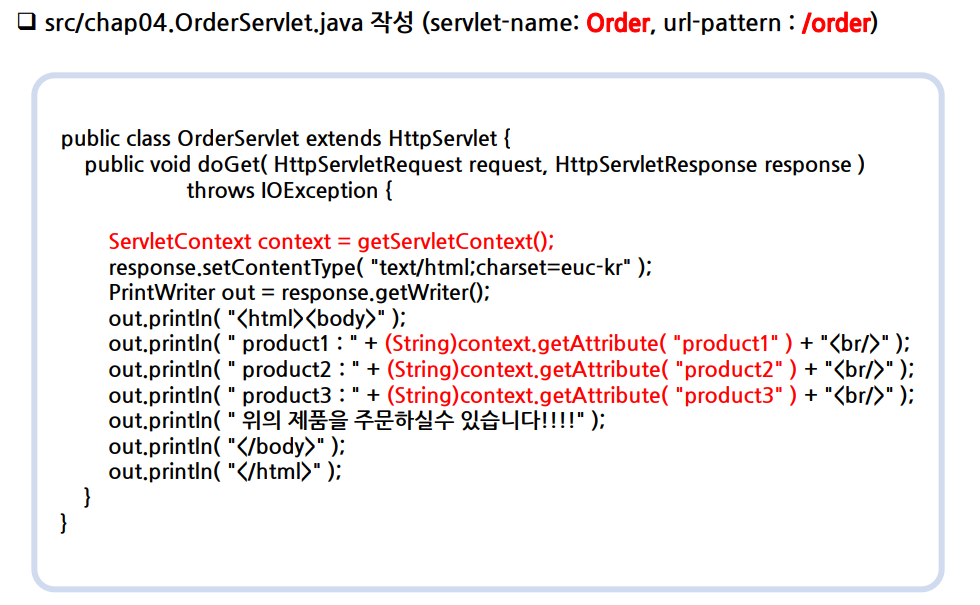 ❑ src/chap04.OrderServlet.java 작성 (servlet-name: Order, url-pattern : /order)
public class OrderServlet extends HttpServlet {
public void doGet( HttpServletRequest request, HttpServletResponse response )
throws IOException {
ServletContext context = getServletContext();
response.setContentType( "text/html;charset=euc-kr" );
PrintWriter out = response.getWriter();
out.println( "<html><body>" );
out.println( " product1 : " + (String)context.getAttribute( "product1" ) + "<br/>" );
out.println( " product2 : " + (String)context.getAttribute( "product2" ) + "<br/>" );
out.println( " product3 : " + (String)context.getAttribute( "product3" ) + "<br/>" );
out.println( " 위의 제품을 주문하실수 있습니다!!!!" );
out.println( "</body>" );
out.println( "</html>" );
}
}